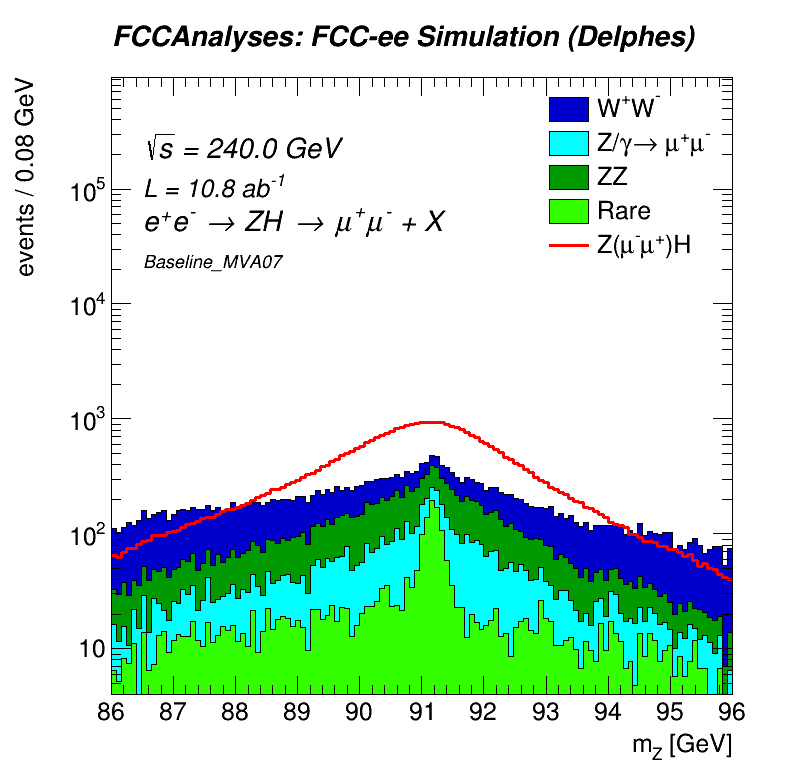 FCCAnalyses: FCC-ee Simulation (Delphes)
events / 0.08 GeV
√s = 240.0 GeV
L = 10.8 ab⁻¹
e⁺e⁻ → ZH → μ⁺μ⁻ + X
Baseline_MVA07
W⁺W⁻
Z/γ→ μ⁺μ⁻
ZZ
Rare
Z(μ⁻μ⁺)H
10⁵
10⁴
10³
10²
10
86 87 88 89 90 91 92 93 94 95 96
m_Z [GeV]